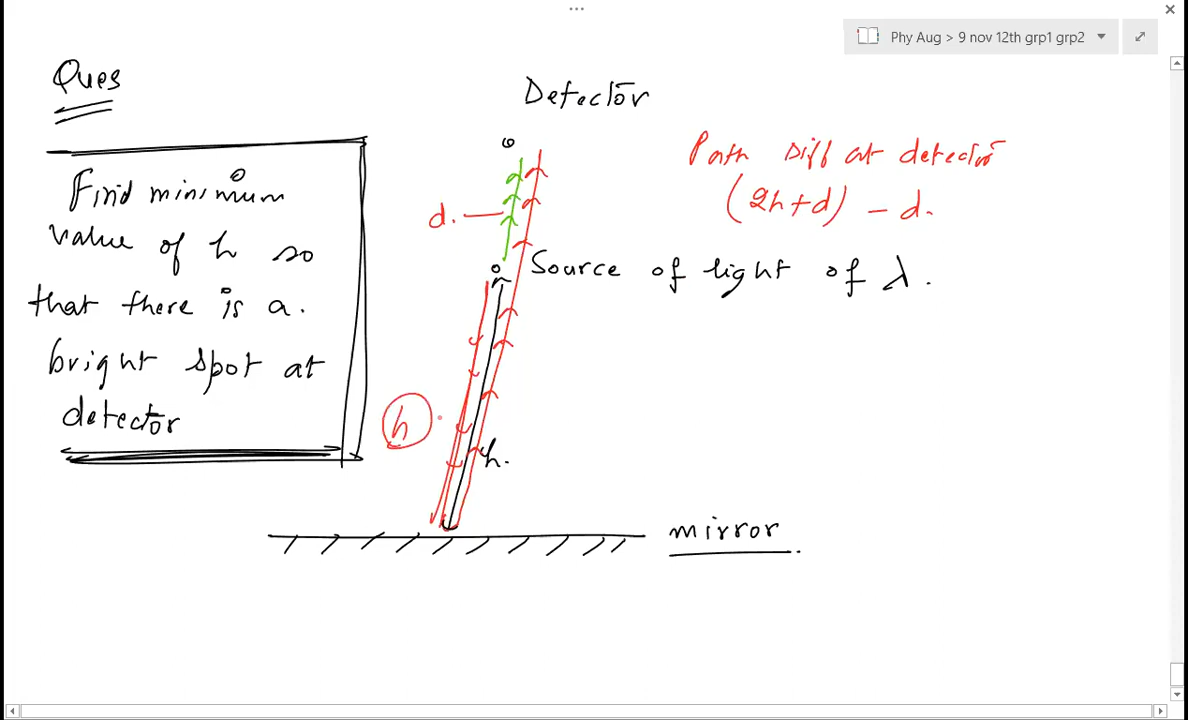 Phy Aug > 9 nov 12th grp1 grp2
Ques
Detector
Find minimum
value of h so
that there is a.
bright spot at
detector
Path Diff at detector
(2h+d) - d.
d.
Source of light of λ.
h
h.
mirror.